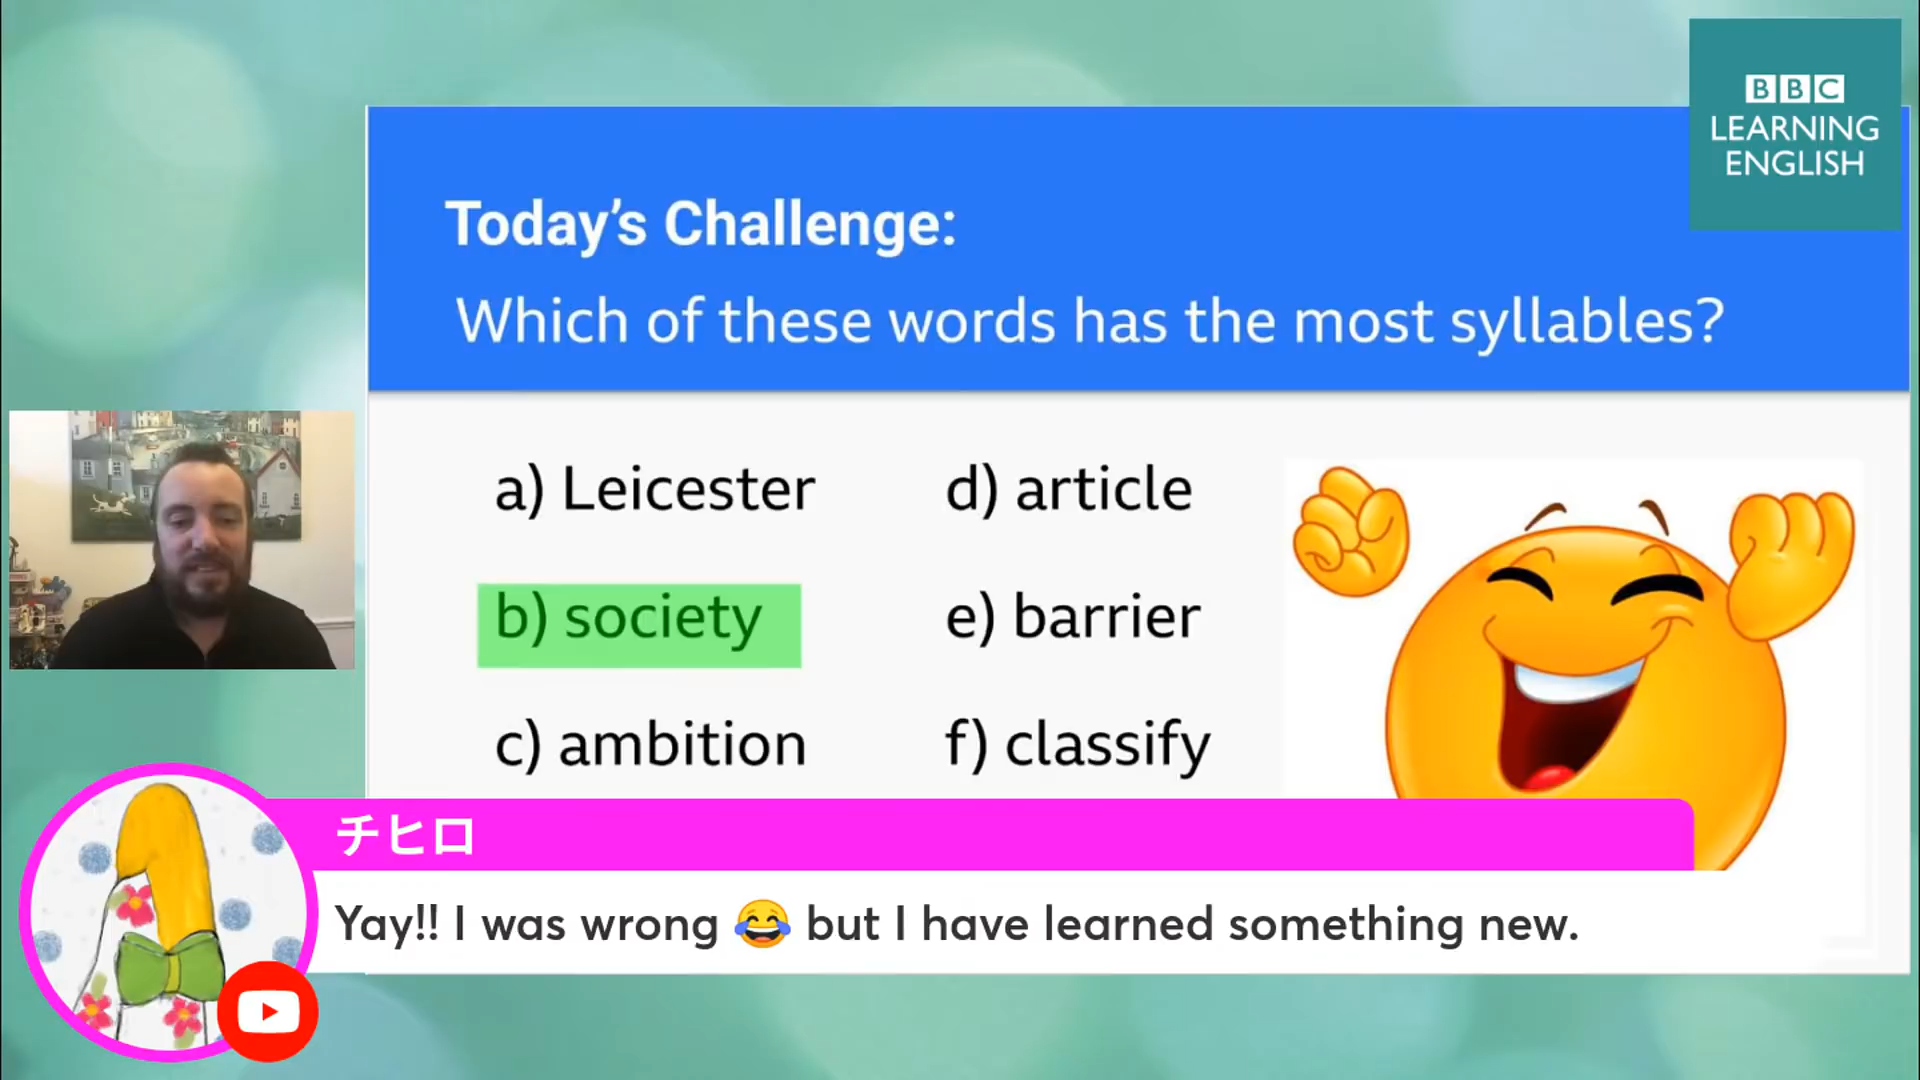 BBC
LEARNING
ENGLISH
Today’s Challenge:
Which of these words has the most syllables?
a) Leicester
b) society
c) ambition
d) article
e) barrier
f) classify
チヒロ
Yay!! I was wrong 😂 but I have learned something new.